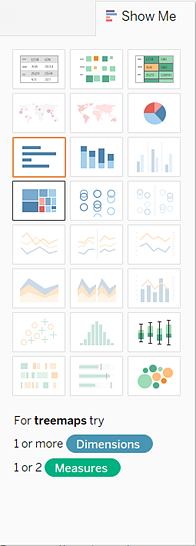 Show Me
For treemaps try
1 or more Dimensions
1 or 2 Measures